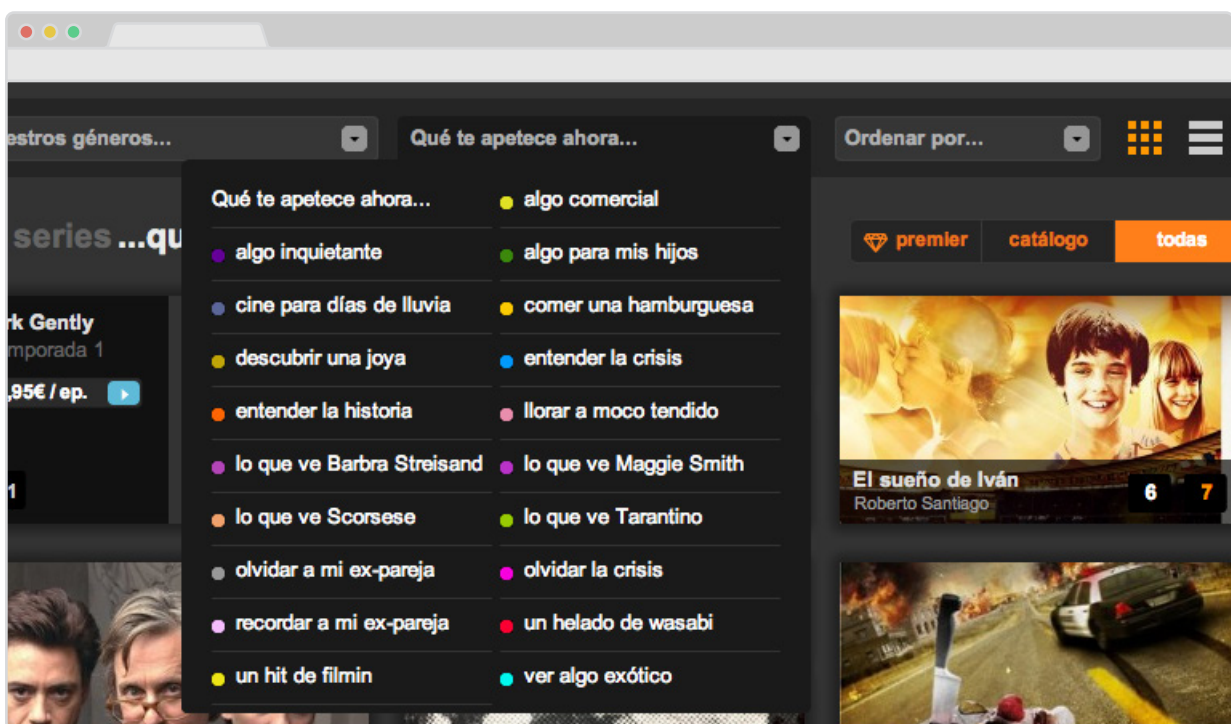 estros géneros...
Qué te apetece ahora...
Ordenar por...
Qué te apetece ahora...
algo comercial
algo inquietante
algo para mis hijos
cine para días de lluvia
comer una hamburguesa
descubrir una joya
entender la crisis
entender la historia
llorar a moco tendido
lo que ve Barbra Streisand
lo que ve Maggie Smith
lo que ve Scorsese
lo que ve Tarantino
olvidar a mi ex-pareja
olvidar la crisis
recordar a mi ex-pareja
un helado de wasabi
un hit de filmin
ver algo exótico
series ...qu
premier
catálogo
todas
rk Gently
mporada 1
,95€ / ep.
1
El sueño de Iván
Roberto Santiago
6
7